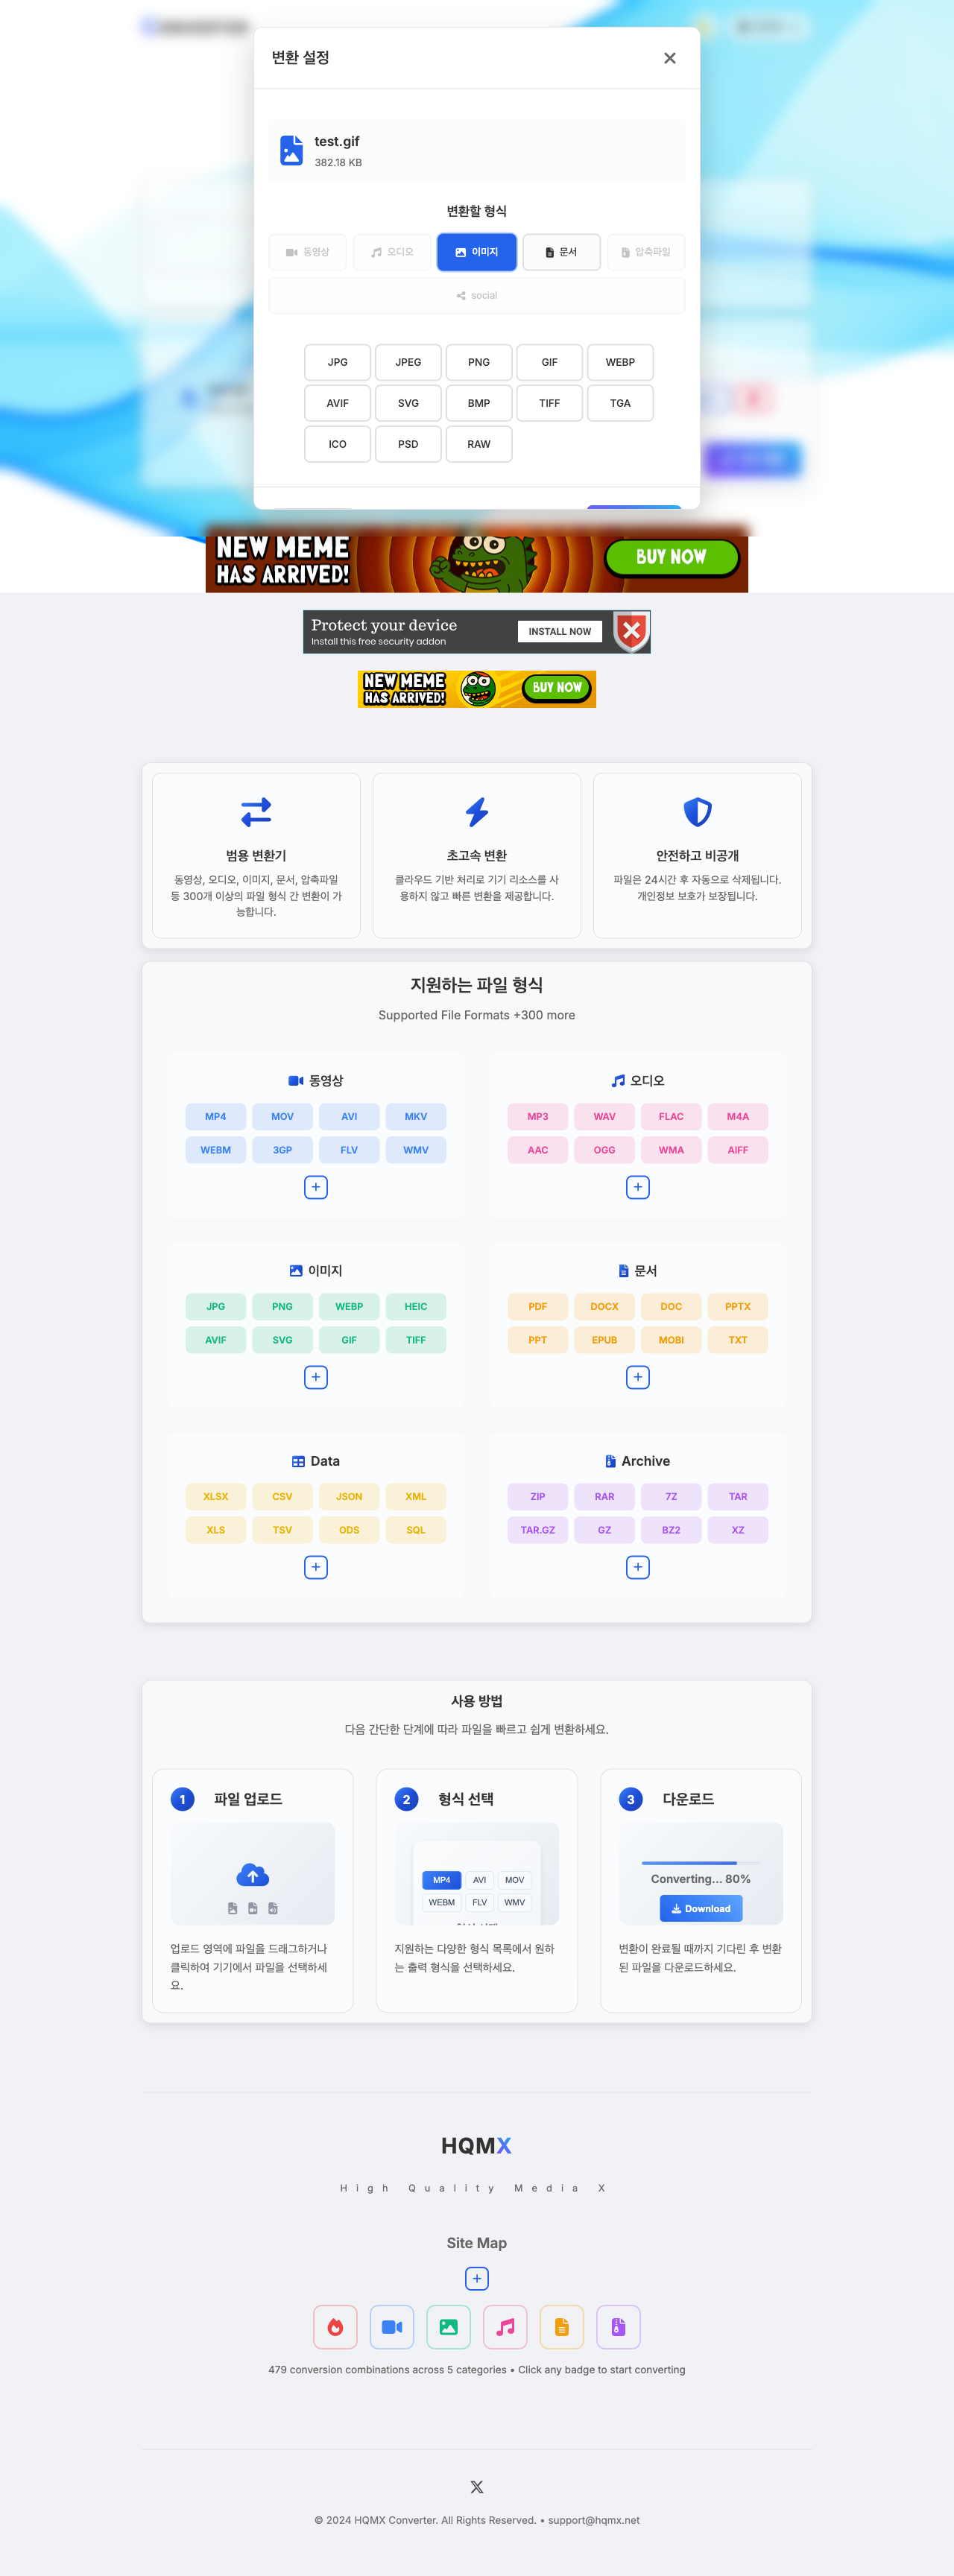 변환 설정
test.gif
382.18 KB
변환할 형식
동영상
오디오
이미지
문서
압축파일
social
JPG
JPEG
PNG
GIF
WEBP
AVIF
SVG
BMP
TIFF
TGA
ICO
PSD
RAW
NEW MEME
HAS ARRIVED!
BUY NOW
Protect your device
Install this free security addon
INSTALL NOW
NEW MEME
HAS ARRIVED!
BUY NOW
범용 변환기
동영상, 오디오, 이미지, 문서, 압축파일
등 300개 이상의 파일 형식 간 변환이 가
능합니다.
초고속 변환
클라우드 기반 처리로 기기 리소스를 사
용하지 않고 빠른 변환을 제공합니다.
안전하고 비공개
파일은 24시간 후 자동으로 삭제됩니다.
개인정보 보호가 보장됩니다.
지원하는 파일 형식
Supported File Formats +300 more
동영상
MP4
MOV
AVI
MKV
WEBM
3GP
FLV
WMV
오디오
MP3
WAV
FLAC
M4A
AAC
OGG
WMA
AIFF
이미지
JPG
PNG
WEBP
HEIC
AVIF
SVG
GIF
TIFF
문서
PDF
DOCX
DOC
PPTX
PPT
EPUB
MOBI
TXT
Data
XLSX
CSV
JSON
XML
XLS
TSV
ODS
SQL
Archive
ZIP
RAR
7Z
TAR
TAR.GZ
GZ
BZ2
XZ
사용 방법
다음 간단한 단계에 따라 파일을 빠르고 쉽게 변환하세요.
1
파일 업로드
업로드 영역에 파일을 드래그하거나
클릭하여 기기에서 파일을 선택하세
요.
2
형식 선택
MP4
AVI
MOV
WEBM
FLV
WMV
지원하는 다양한 형식 목록에서 원하
는 출력 형식을 선택하세요.
3
다운로드
Converting... 80%
Download
변환이 완료될 때까지 기다린 후 변환
된 파일을 다운로드하세요.
HQMX
High Quality Media X
Site Map
479 conversion combinations across 5 categories • Click any badge to start converting
© 2024 HQMX Converter. All Rights Reserved. • support@hqmx.net